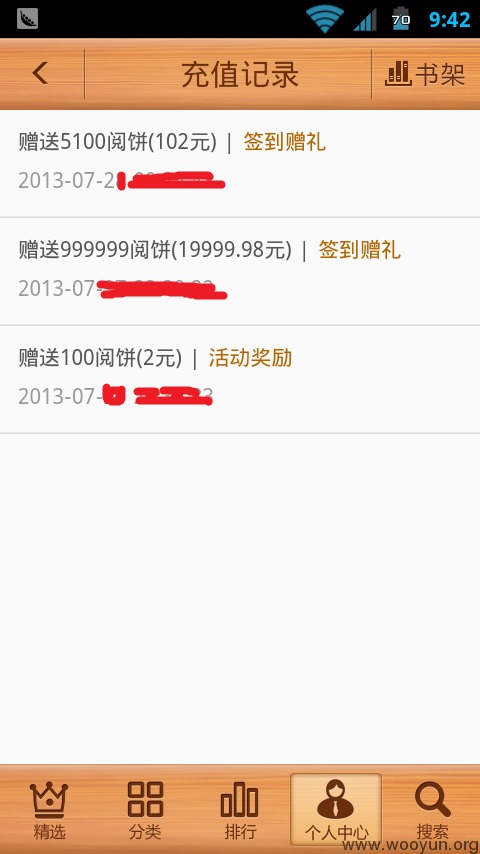 70 9:42
充值记录 书架
赠送5100阅饼(102元) | 签到赠礼
2013-07-2
赠送999999阅饼(19999.98元) | 签到赠礼
2013-07-
赠送100阅饼(2元) | 活动奖励
2013-07-
精选 分类 排行 个人中心 搜索
www.wooyun.org